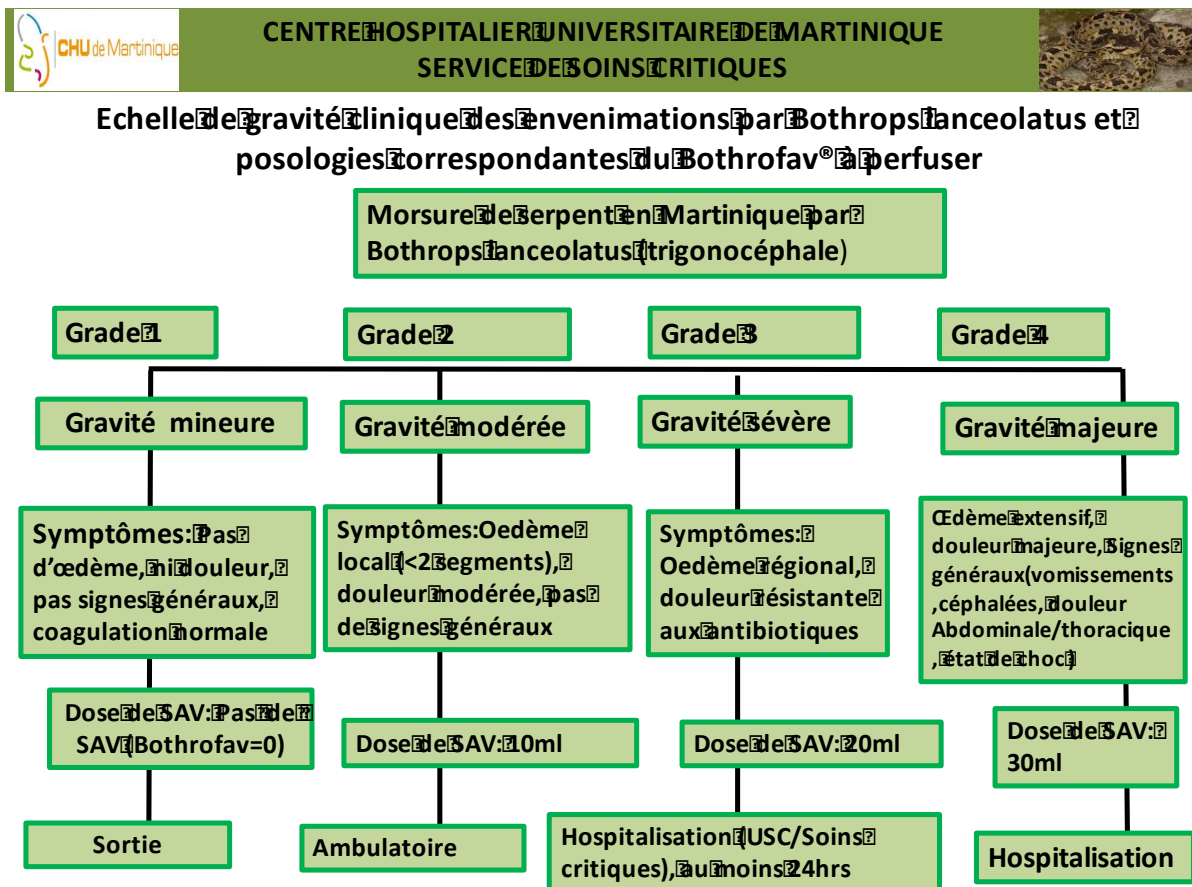 CHU de Martinique
CENTRE HOSPITALIER UNIVERSITAIRE DE MARTINIQUE
SERVICE DE SOINS CRITIQUES
Echelle de gravité clinique des envenimations par Bothrops lanceolatus et
posologies correspondantes du Bothrofav® à perfuser
Morsure de serpent en Martinique par
Bothrops lanceolatus (trigonocéphale)
Grade 1
Grade 2
Grade 3
Grade 4
Gravité mineure
Gravité modérée
Gravité sévère
Gravité majeure
Symptômes: Pas
d'œdème, ni douleur,
pas signes généraux,
coagulation normale
Symptômes:Oedème
local (<2 segments),
douleur modérée, pas
de signes généraux
Symptômes:
Oedème régional,
douleur résistante
aux antibiotiques
Œdème extensif,
douleur majeure, Signes
généraux(vomissements
,céphalées, douleur
Abdominale/thoracique
, état de choc )
Dose de SAV: Pas de
SAV (Bothrofav=0)
Dose de SAV: 10ml
Dose de SAV: 20ml
Dose de SAV:
30ml
Sortie
Ambulatoire
Hospitalisation (USC/Soins
critiques), au moins 24hrs
Hospitalisation